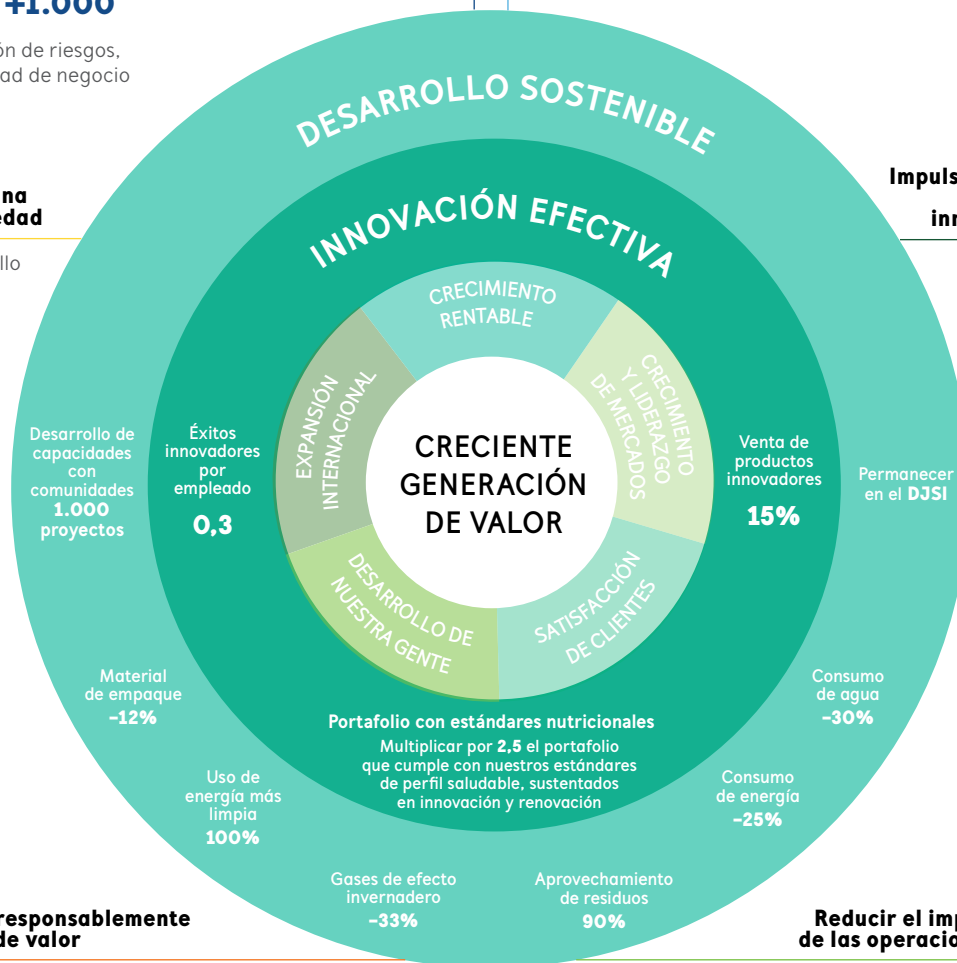 +1.000
ón de riesgos,
ad de negocio
DESARROLLO SOSTENIBLE
na
edad
Impuls
inn
llo
INNOVACIÓN EFECTIVA
CRECIMIENTO
RENTABLE
EXPANSIÓN
INTERNACIONAL
CRECIMIENTO
Y LIDERAZGO
DE MERCADOS
CRECIENTE
GENERACIÓN
DE VALOR
Desarrollo de
capacidades
con
comunidades
1.000
proyectos
Éxitos
innovadores
por
empleado
0,3
Venta de
productos
innovadores
15%
Permanecer
en el DJSI
DESARROLLO DE
NUESTRA GENTE
SATISFACCIÓN
DE CLIENTES
Material
de empaque
-12%
Consumo
de agua
-30%
Portafolio con estándares nutricionales
Multiplicar por 2,5 el portafolio
que cumple con nuestros estándares
de perfil saludable, sustentados
en innovación y renovación
Uso de
energía más
limpia
100%
Consumo
de energía
-25%
Gases de efecto
invernadero
-33%
Aprovechamiento
de residuos
90%
responsablemente
de valor
Reducir el imp
de las operacio